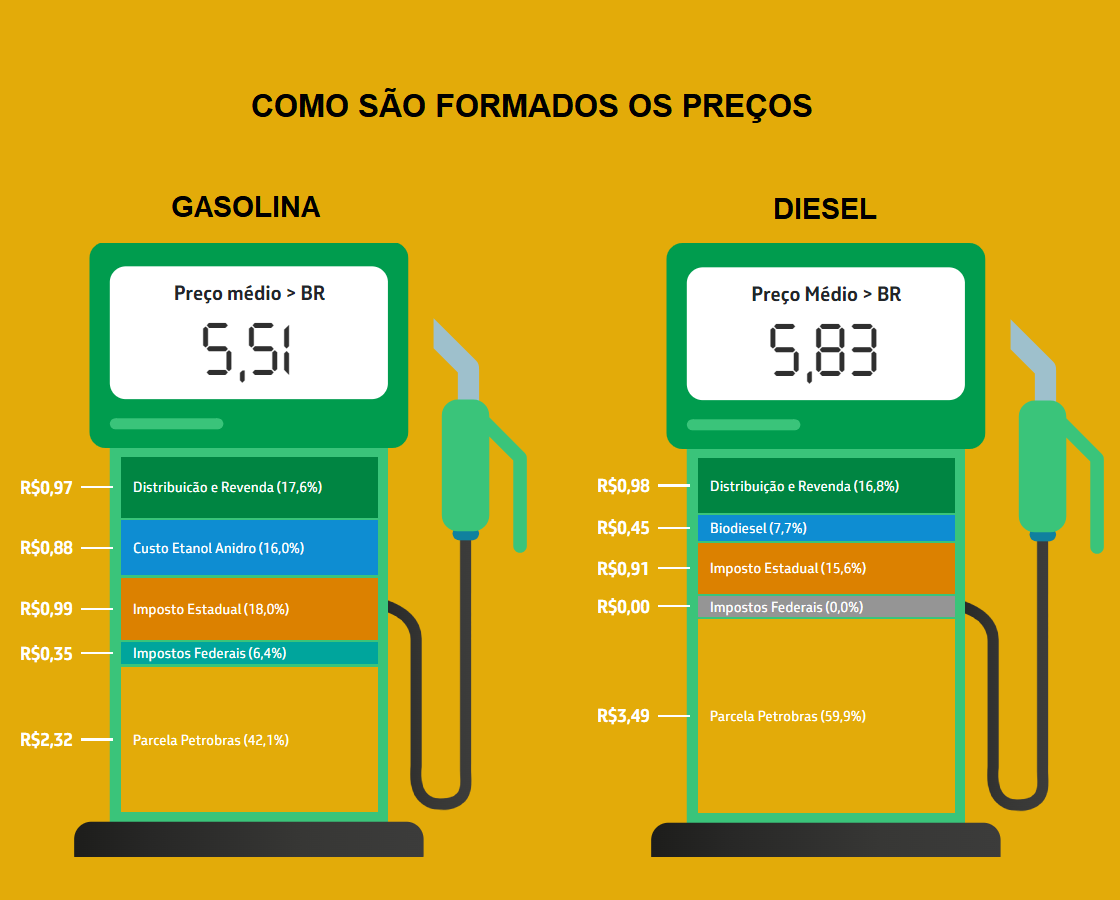 COMO SÃO FORMADOS OS PREÇOS
GASOLINA
Preço médio > BR
5,51
R$0,97 Distribuicão e Revenda (17,6%)
R$0,88 Custo Etanol Anidro (16,0%)
R$0,99 Imposto Estadual (18,0%)
R$0,35 Impostos Federais (6,4%)
R$2,32 Parcela Petrobras (42,1%)
DIESEL
Preço Médio > BR
5,83
R$0,98 Distribuição e Revenda (16,8%)
R$0,45 Biodiesel (7,7%)
R$0,91 Imposto Estadual (15,6%)
R$0,00 Impostos Federais (0,0%)
R$3,49 Parcela Petrobras (59,9%)